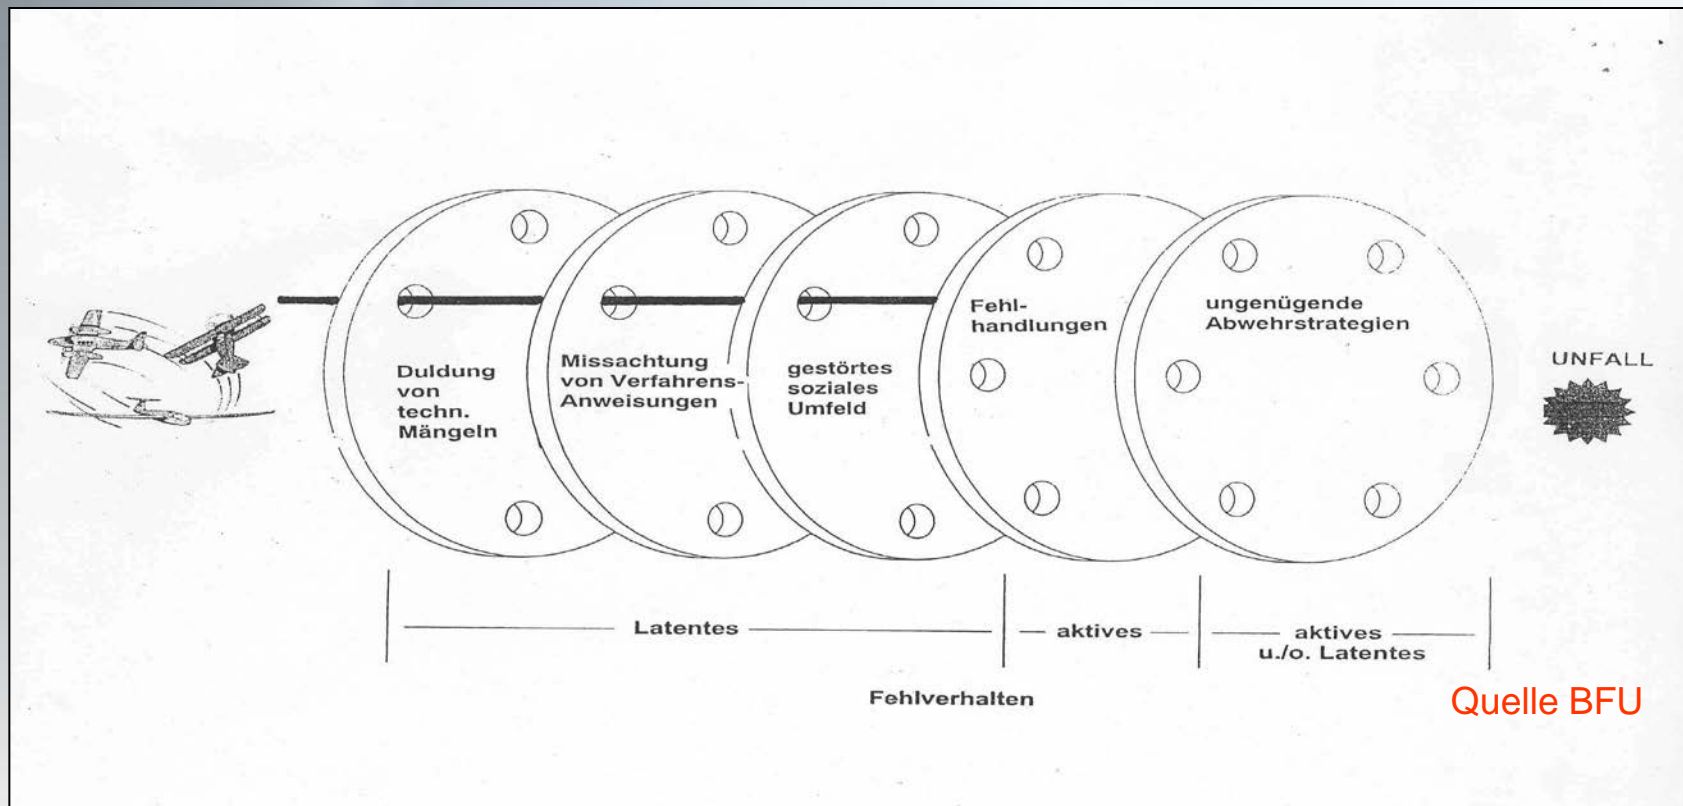 Duldung
von
techn.
Mängeln
Missachtung
von Verfahrens-
Anweisungen
gestörtes
soziales
Umfeld
Fehl-
handlungen
ungenügende
Abwehrstrategien
UNFALL
Latentes
aktives
aktives
u./o. Latentes
Fehlverhalten
Quelle BFU